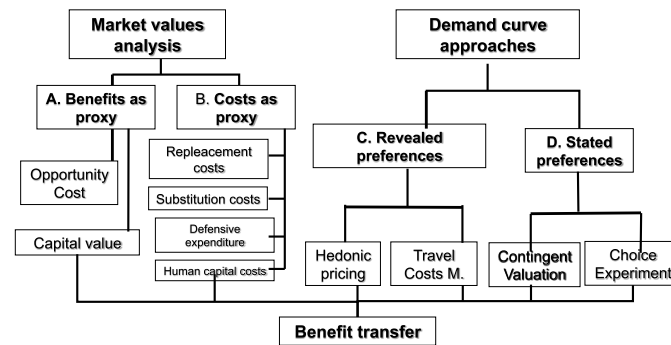 Market values
analysis
Demand curve
approaches
A. Benefits as
proxy
B. Costs as
proxy
C. Revealed
preferences
D. Stated
preferences
Opportunity
Cost
Repleacement
costs
Substitution costs
Defensive
expenditure
Human capital costs
Capital value
Hedonic
pricing
Travel
Costs M.
Contingent
Valuation
Choice
Experiment
Benefit transfer